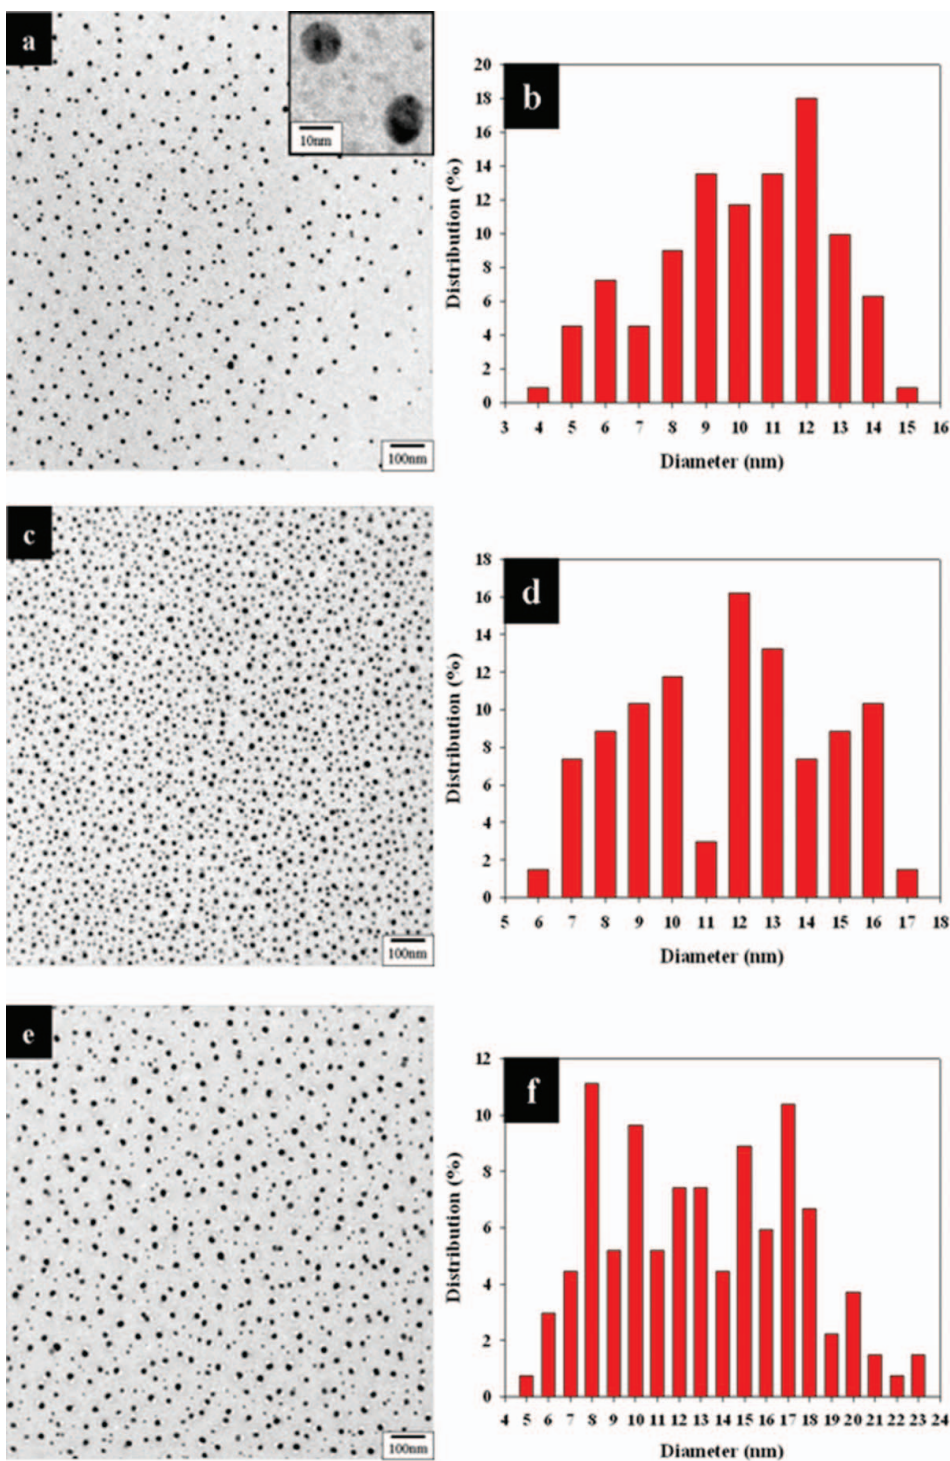 a
10nm
100nm
b
20
18
16
14
12
10
8
6
4
2
0
Distribution (%)
3 4 5 6 7 8 9 10 11 12 13 14 15 16
Diameter (nm)
c
100nm
d
18
16
14
12
10
8
6
4
2
0
Distribution (%)
5 6 7 8 9 10 11 12 13 14 15 16 17 18
Diameter (nm)
e
100nm
f
12
10
8
6
4
2
0
Distribution (%)
4 5 6 7 8 9 10 11 12 13 14 15 16 17 18 19 20 21 22 23 24
Diameter (nm)